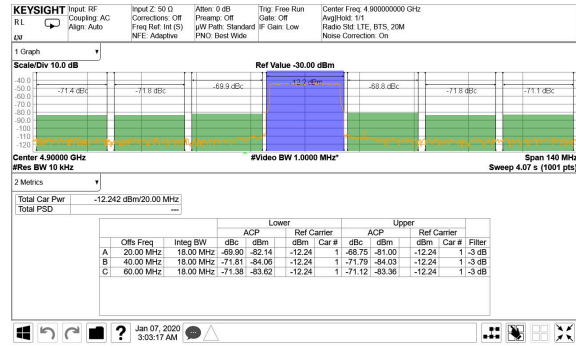 KEYSIGHT Input: RF Input Z: 50 Ω Atten: 0 dB Trig: Free Run Center Freq: 4.900000000 GHz
R L Coupling: AC Corrections: Off Preamp: Off Gate: Off Avg|Hold: 1/1
Align: Auto Freq Ref: Int (S) µW Path: Standard IF Gain: Low Radio Std: LTE, BTS, 20M
LXI NFE: Adaptive PNO: Best Wide Noise Correction: On
1 Graph
Scale/Div 10.0 dB Ref Value -30.00 dBm
-40.0
-50.0 -71.4 dBc -71.8 dBc -69.9 dBc -12.2 dBm -68.8 dBc -71.8 dBc -71.1 dBc
-60.0
-70.0
-80.0
-90.0
-100
-110
-120
Center 4.90000 GHz #Video BW 1.0000 MHz* Span 140 MHz
#Res BW 10 kHz Sweep 4.07 s (1001 pts)
2 Metrics
Total Car Pwr -12.242 dBm/20.00 MHz
Total PSD ---
Lower Upper
ACP Ref Carrier ACP Ref Carrier
Offs Freq Integ BW dBc dBm dBm Car # dBc dBm dBm Car # Filter
A 20.00 MHz 18.00 MHz -69.90 -82.14 -12.24 1 -68.75 -81.00 -12.24 1 -3 dB
B 40.00 MHz 18.00 MHz -71.81 -84.06 -12.24 1 -71.79 -84.03 -12.24 1 -3 dB
C 60.00 MHz 18.00 MHz -71.38 -83.62 -12.24 1 -71.12 -83.36 -12.24 1 -3 dB
? Jan 07, 2020
3:03:17 AM